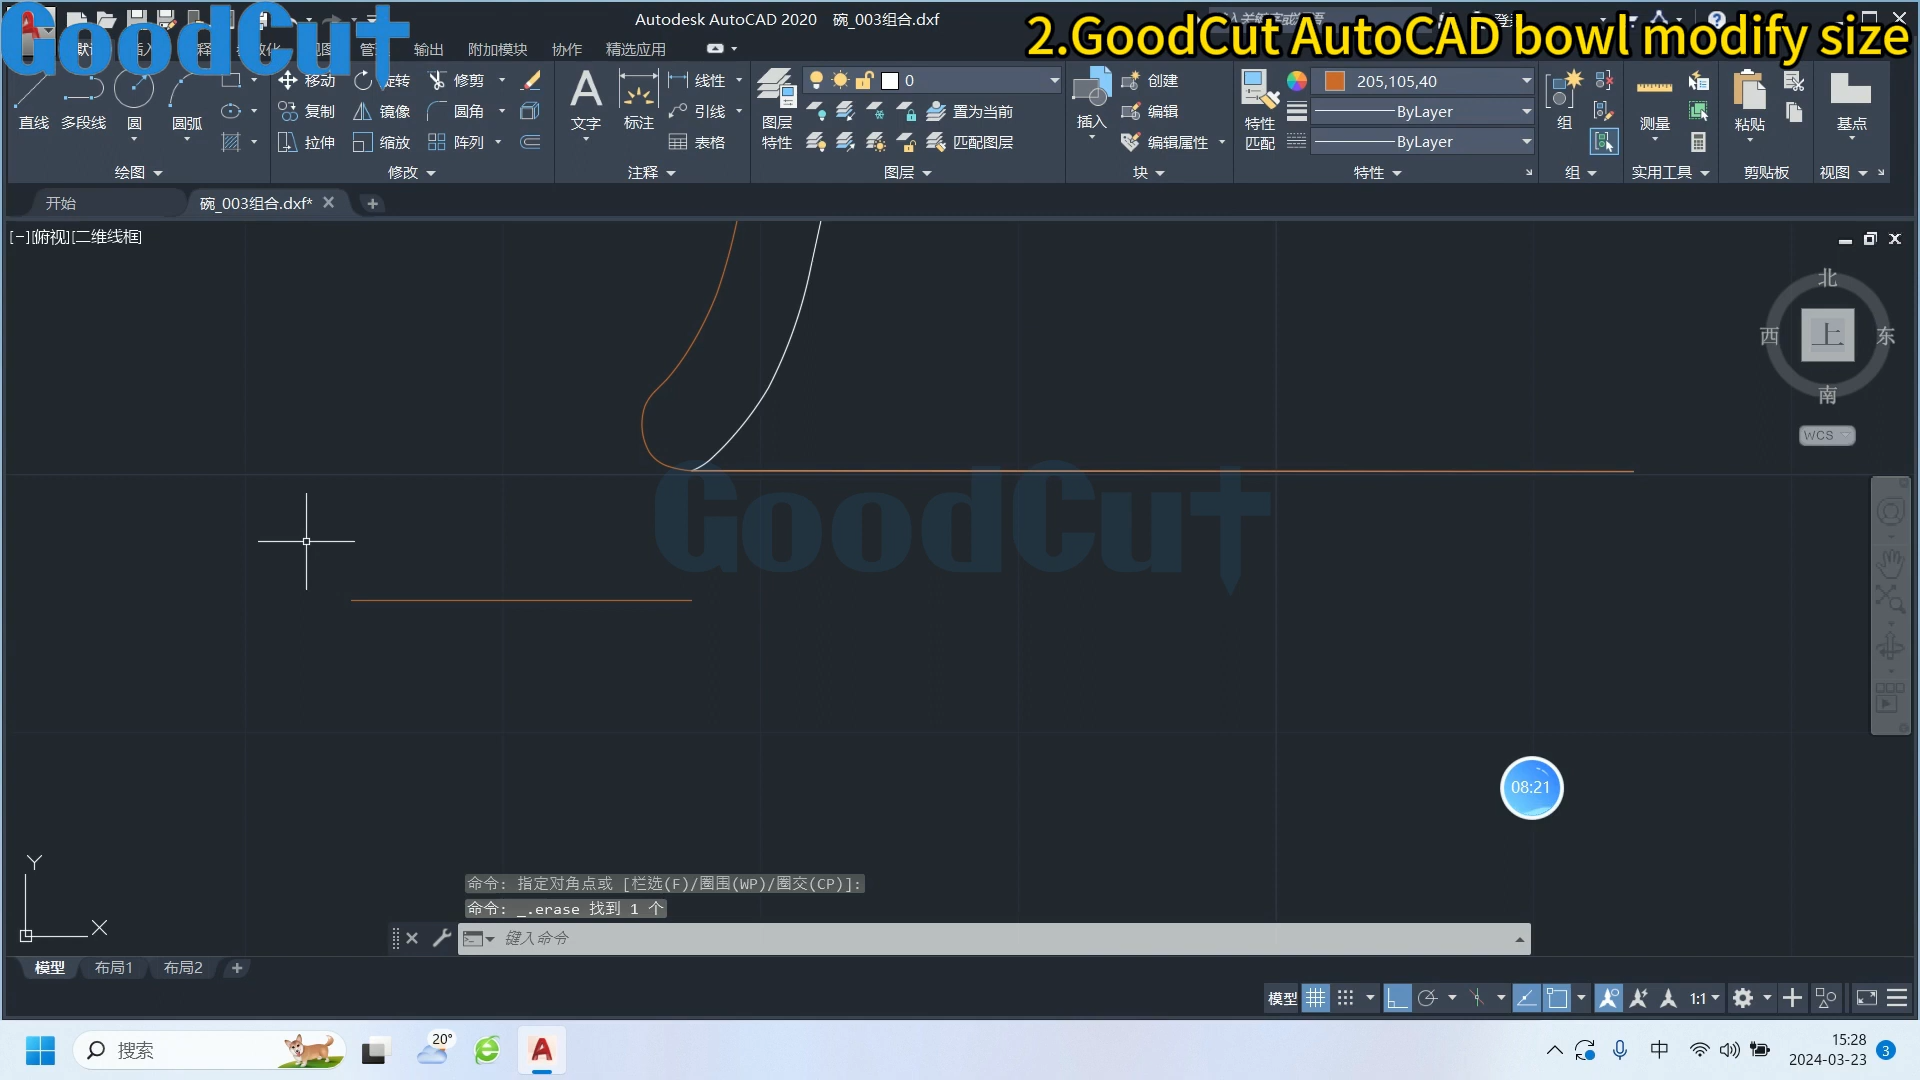 GoodCut
Autodesk AutoCAD 2020 碗_003组合.dxf
2.GoodCut AutoCAD bowl modify size
输出 附加模块 协作 精选应用
移动 修剪 线性 0 创建 205,105,40
直线 多段线 圆 圆弧 复制 镜像 圆角 文字 标注 引线 图层 置为当前 插入 编辑 特性 ByLayer 组 测量 粘贴 基点
拉伸 缩放 阵列 表格 特性 匹配图层 编辑属性 匹配 ByLayer
绘图 修改 注释 图层 块 特性 组 实用工具 剪贴板 视图
开始 碗_003组合.dxf*
[-][俯视][二维线框]
北
西 上 东
南
WCS
GoodCut
08:21
Y
X
命令: 指定对角点或 [栏选(F)/圈围(WP)/圈交(CP)]:
命令: _.erase 找到 1 个
键入命令
模型 布局1 布局2
模型 1:1
搜索 20° 中 15:28
2024-03-23 3